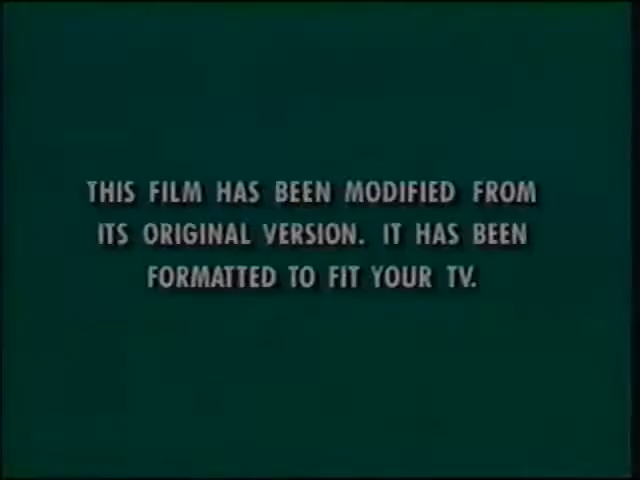 THIS FILM HAS BEEN MODIFIED FROM
ITS ORIGINAL VERSION. IT HAS BEEN
FORMATTED TO FIT YOUR TV.